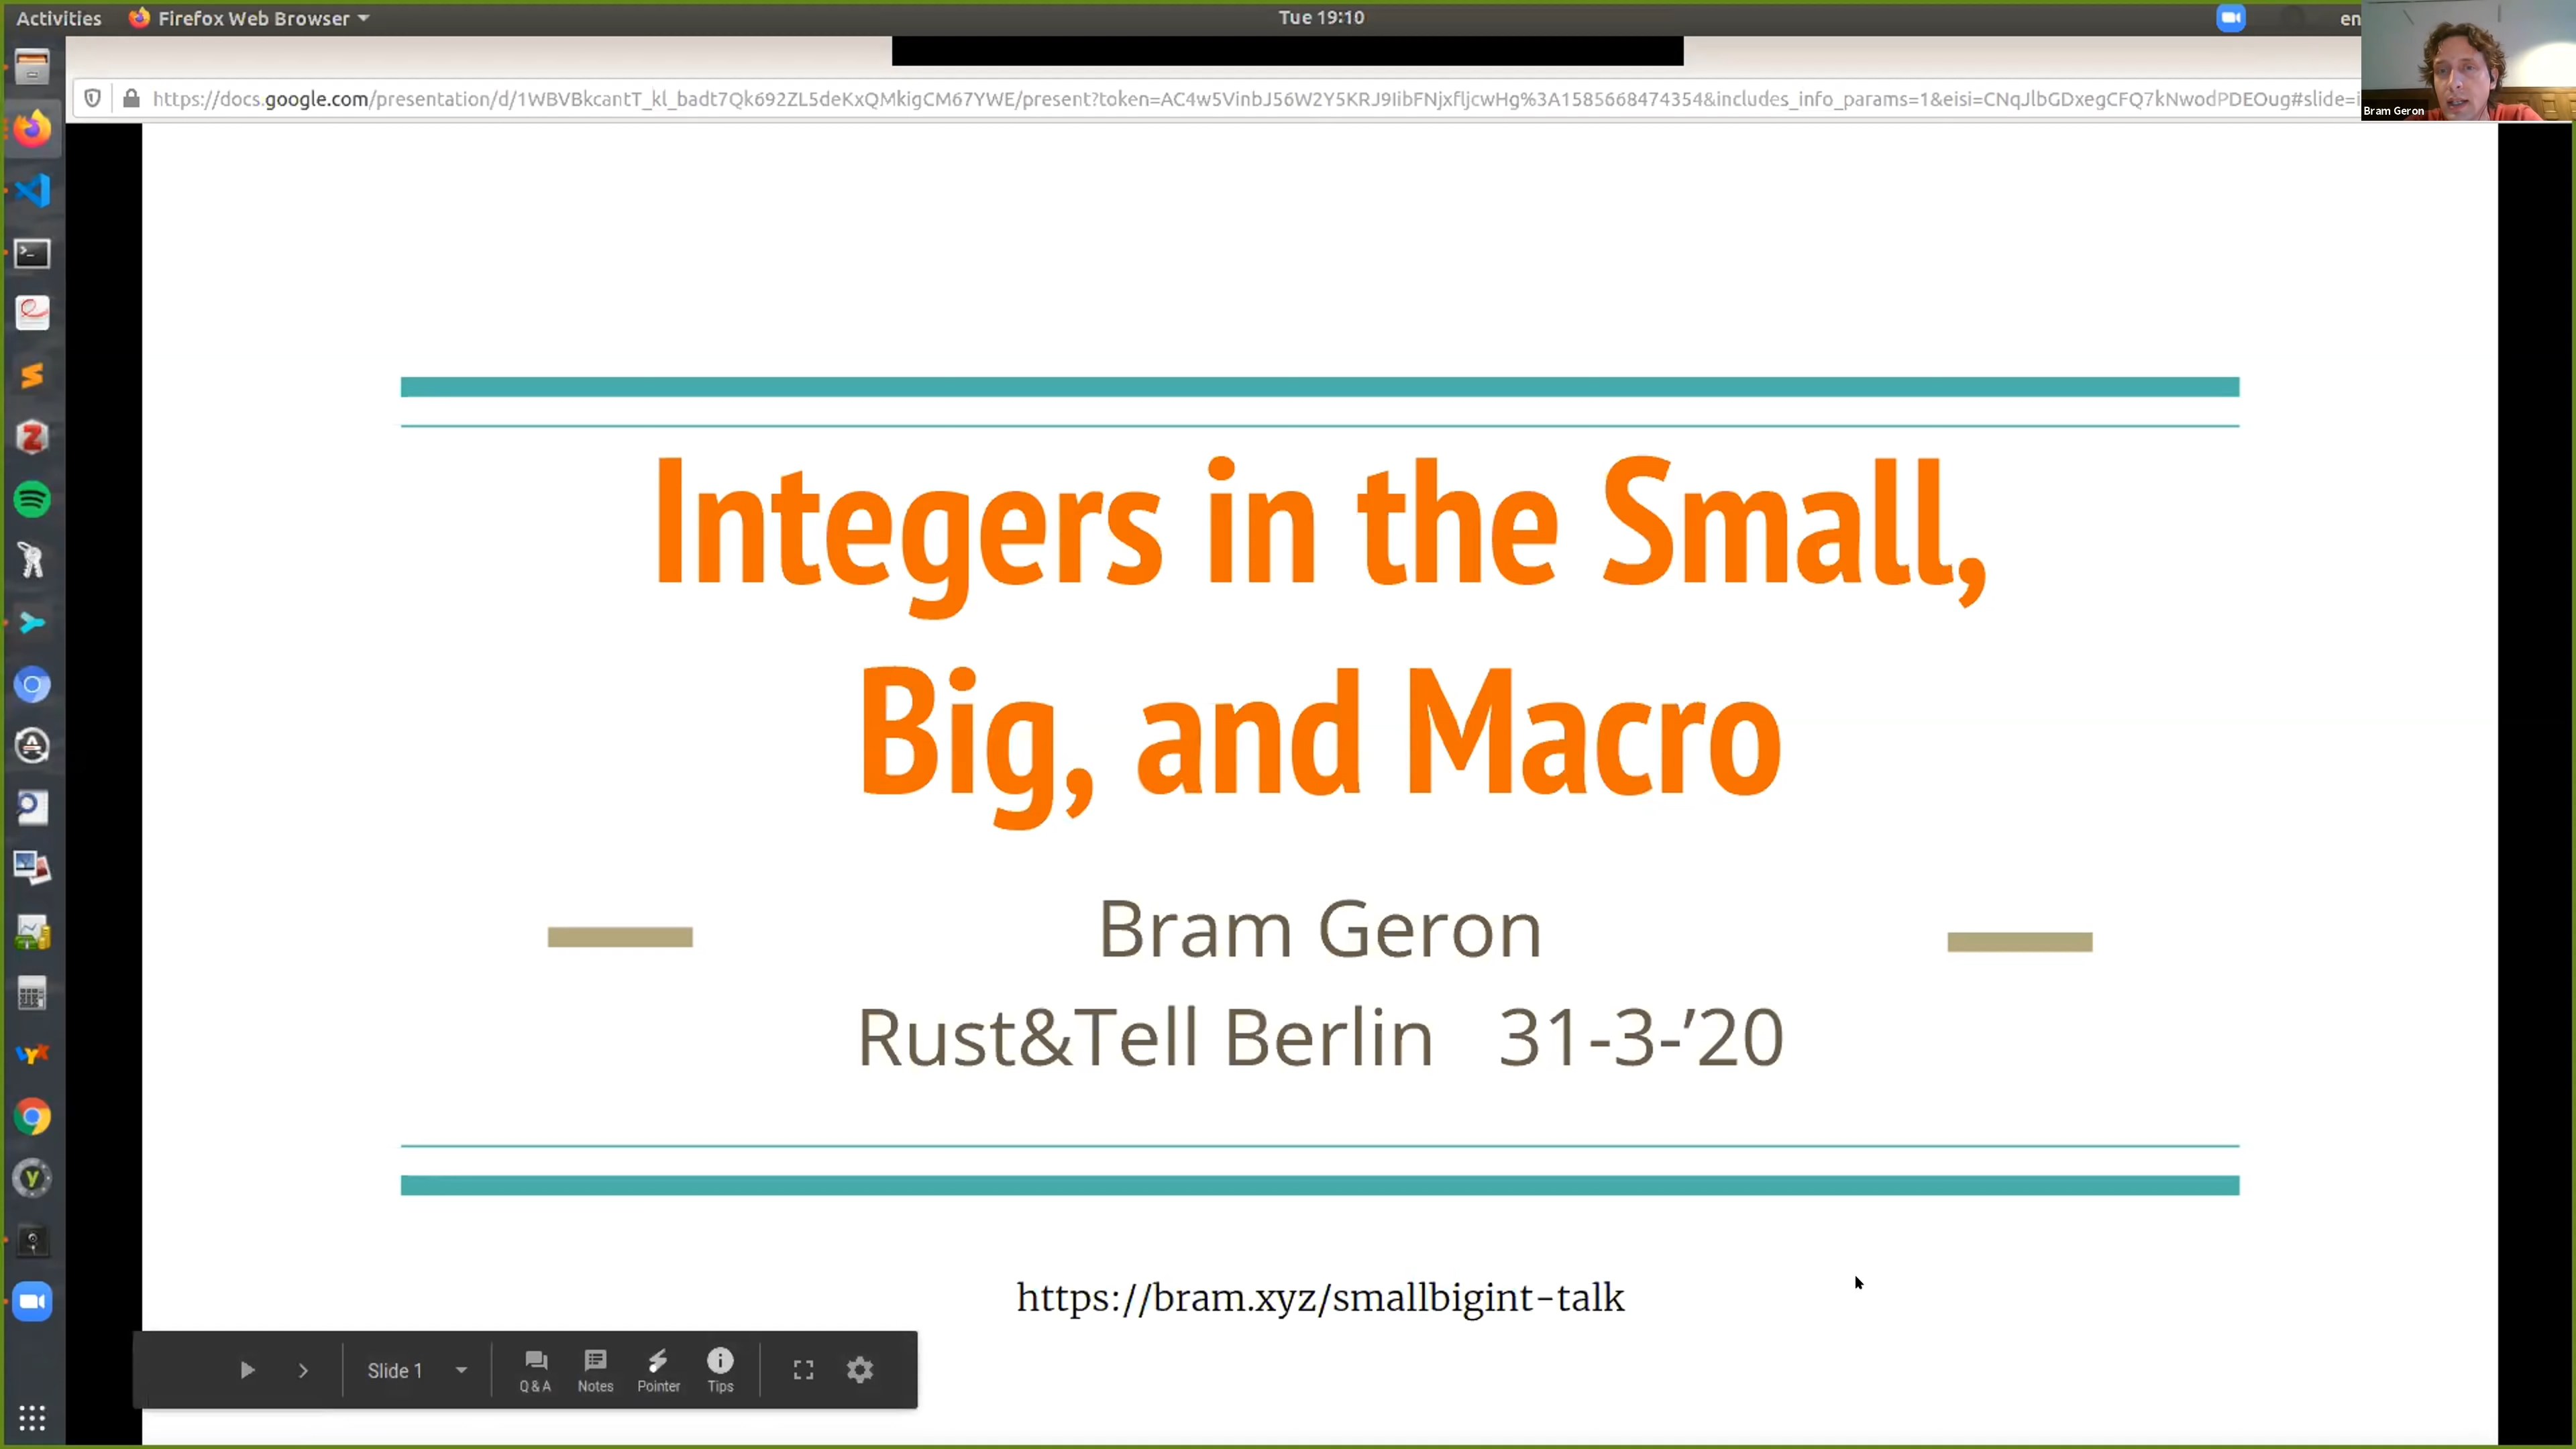 Activities Firefox Web Browser Tue 19:10 en
Bram Geron
https://docs.google.com/presentation/d/1WBVBkcantT_kl_badt7Qk692ZL5deKxQMkigCM67YWE/present?token=AC4w5VinbJ56W2Y5KRJ9IibFNjxfljcwHg%3A1585668474354&includes_info_params=1&eisi=CNqJlbGDxegCFQ7kNwodPDEOug#slide=i
Integers in the Small,
Big, and Macro
Bram Geron
Rust&Tell Berlin 31-3-’20
https://bram.xyz/smallbigint-talk
Slide 1 Q&A Notes Pointer Tips